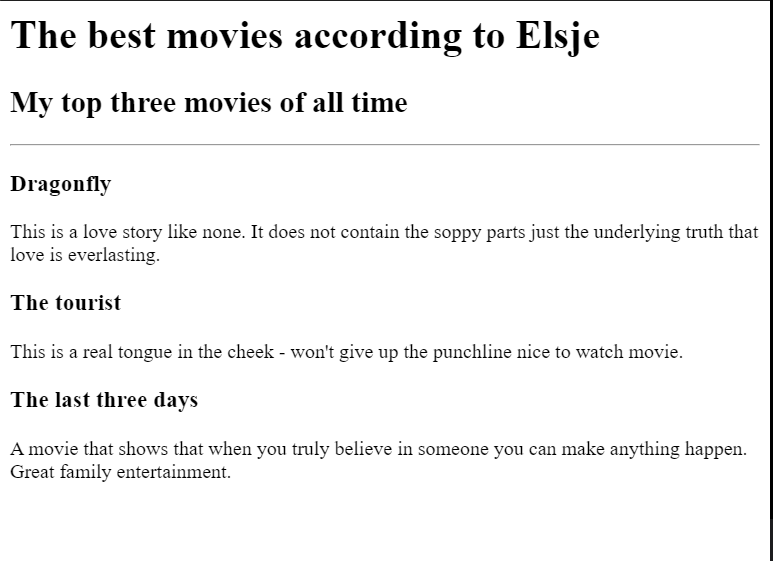 The best movies according to Elsje
My top three movies of all time
Dragonfly
This is a love story like none. It does not contain the soppy parts just the underlying truth that
love is everlasting.
The tourist
This is a real tongue in the cheek - won't give up the punchline nice to watch movie.
The last three days
A movie that shows that when you truly believe in someone you can make anything happen.
Great family entertainment.